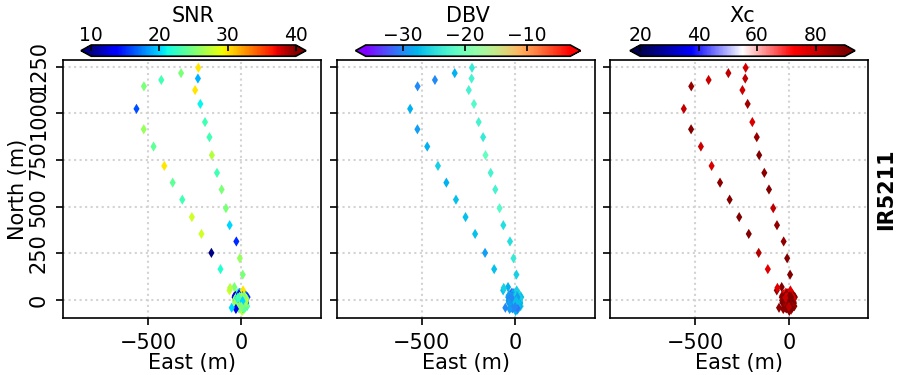 SNR
DBV
Xc
10 20 30 40
−30 −20 −10
20 40 60 80
North (m)
1250
1000
750
500
250
0
−500 0
−500 0
−500 0
East (m)
East (m)
East (m)
IR5211